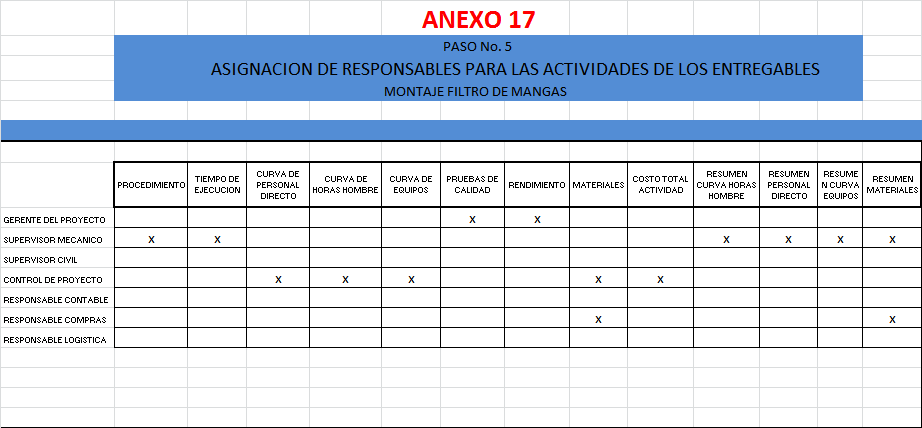 ANEXO 17
PASO No. 5
ASIGNACION DE RESPONSABLES PARA LAS ACTIVIDADES DE LOS ENTREGABLES
MONTAJE FILTRO DE MANGAS
PROCEDIMIENTO
TIEMPO DE
EJECUCION
CURVA DE
PERSONAL
DIRECTO
CURVA DE
HORAS HOMBRE
CURVA DE
EQUIPOS
PRUEBAS DE
CALIDAD
RENDIMIENTO
MATERIALES
COSTO TOTAL
ACTIVIDAD
RESUMEN
CURVA HORAS
HOMBRE
RESUMEN
PERSONAL
DIRECTO
RESUME
N CURVA
EQUIPOS
RESUMEN
MATERIALES
GERENTE DEL PROYECTO X X
SUPERVISOR MECANICO X X X X X X
SUPERVISOR CIVIL
CONTROL DE PROYECTO X X X X X
RESPONSABLE CONTABLE
RESPONSABLE COMPRAS X X
RESPONSABLE LOGISTICA